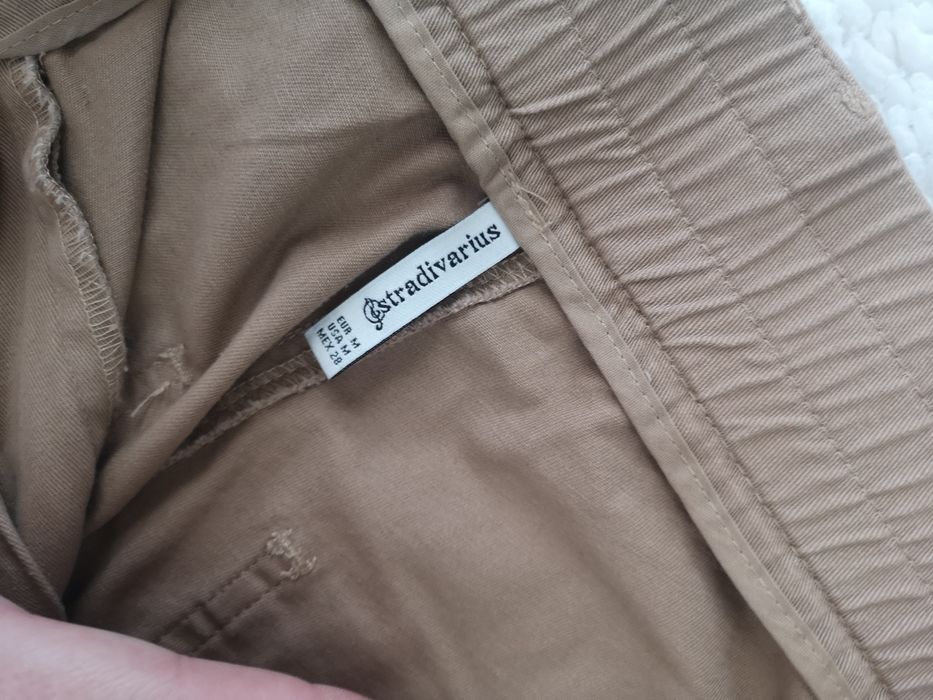 stradivarius
EUR M
USA M
MEX 28